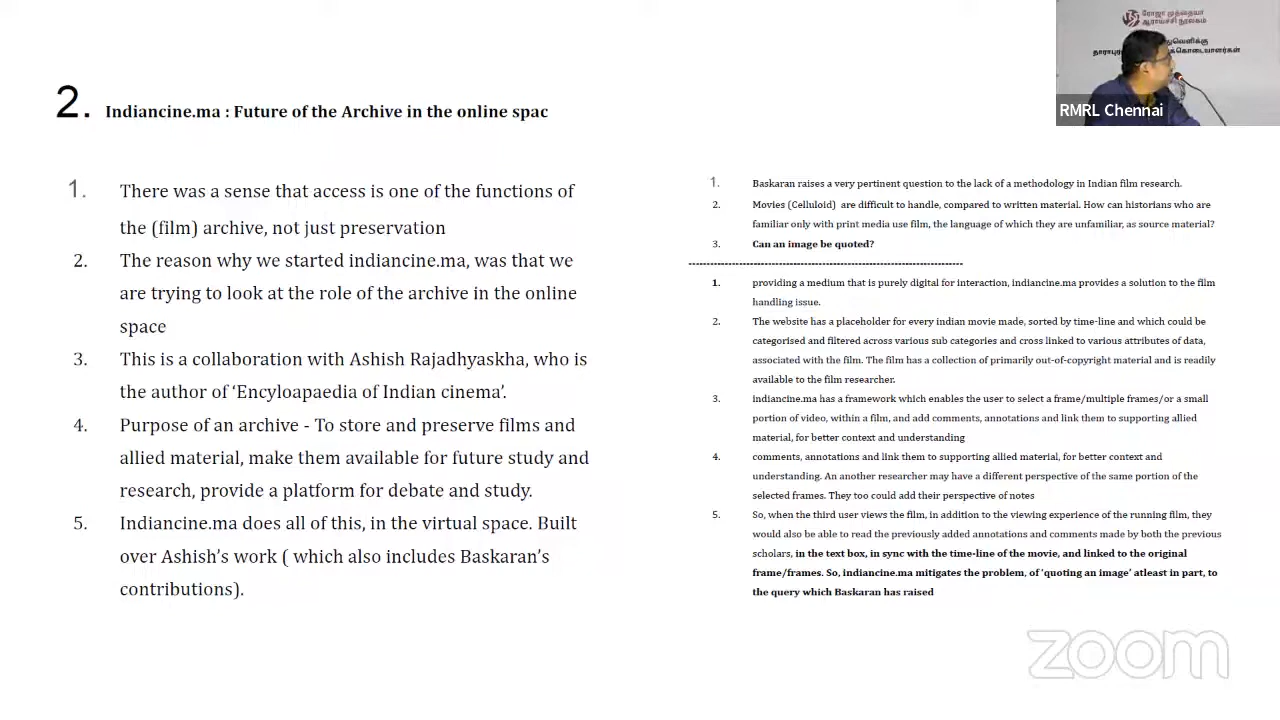 2. Indiancine.ma : Future of the Archive in the online spac
1. There was a sense that access is one of the functions of
the (film) archive, not just preservation
2. The reason why we started indiancine.ma, was that we
are trying to look at the role of the archive in the online
space
3. This is a collaboration with Ashish Rajadhyaskha, who is
the author of ‘Encyloapaedia of Indian cinema’.
4. Purpose of an archive - To store and preserve films and
allied material, make them available for future study and
research, provide a platform for debate and study.
5. Indiancine.ma does all of this, in the virtual space. Built
over Ashish’s work ( which also includes Baskaran’s
contributions).
1. Baskaran raises a very pertinent question to the lack of a methodology in Indian film research.
2. Movies (Celluloid) are difficult to handle, compared to written material. How can historians who are
familiar only with print media use film, the language of which they are unfamiliar, as source material?
3. Can an image be quoted?
----------------------------------------------------------------------------
1. providing a medium that is purely digital for interaction, indiancine.ma provides a solution to the film
handling issue.
2. The website has a placeholder for every indian movie made, sorted by time-line and which could be
categorised and filtered across various sub categories and cross linked to various attributes of data,
associated with the film. The film has a collection of primarily out-of-copyright material and is readily
available to the film researcher.
3. indiancine.ma has a framework which enables the user to select a frame/multiple frames/or a small
portion of video, within a film, and add comments, annotations and link them to supporting allied
material, for better context and understanding
4. comments, annotations and link them to supporting allied material, for better context and
understanding. An another researcher may have a different perspective of the same portion of the
selected frames. They too could add their perspective of notes
5. So, when the third user views the film, in addition to the viewing experience of the running film, they
would also be able to read the previously added annotations and comments made by both the previous
scholars, in the text box, in sync with the time-line of the movie, and linked to the original
frame/frames. So, indiancine.ma mitigates the problem, of ‘quoting an image’ atleast in part, to
the query which Baskaran has raised
ரோஜா முத்தையா
ஆராய்ச்சி நூலகம்
RMRL Chennai
zoom